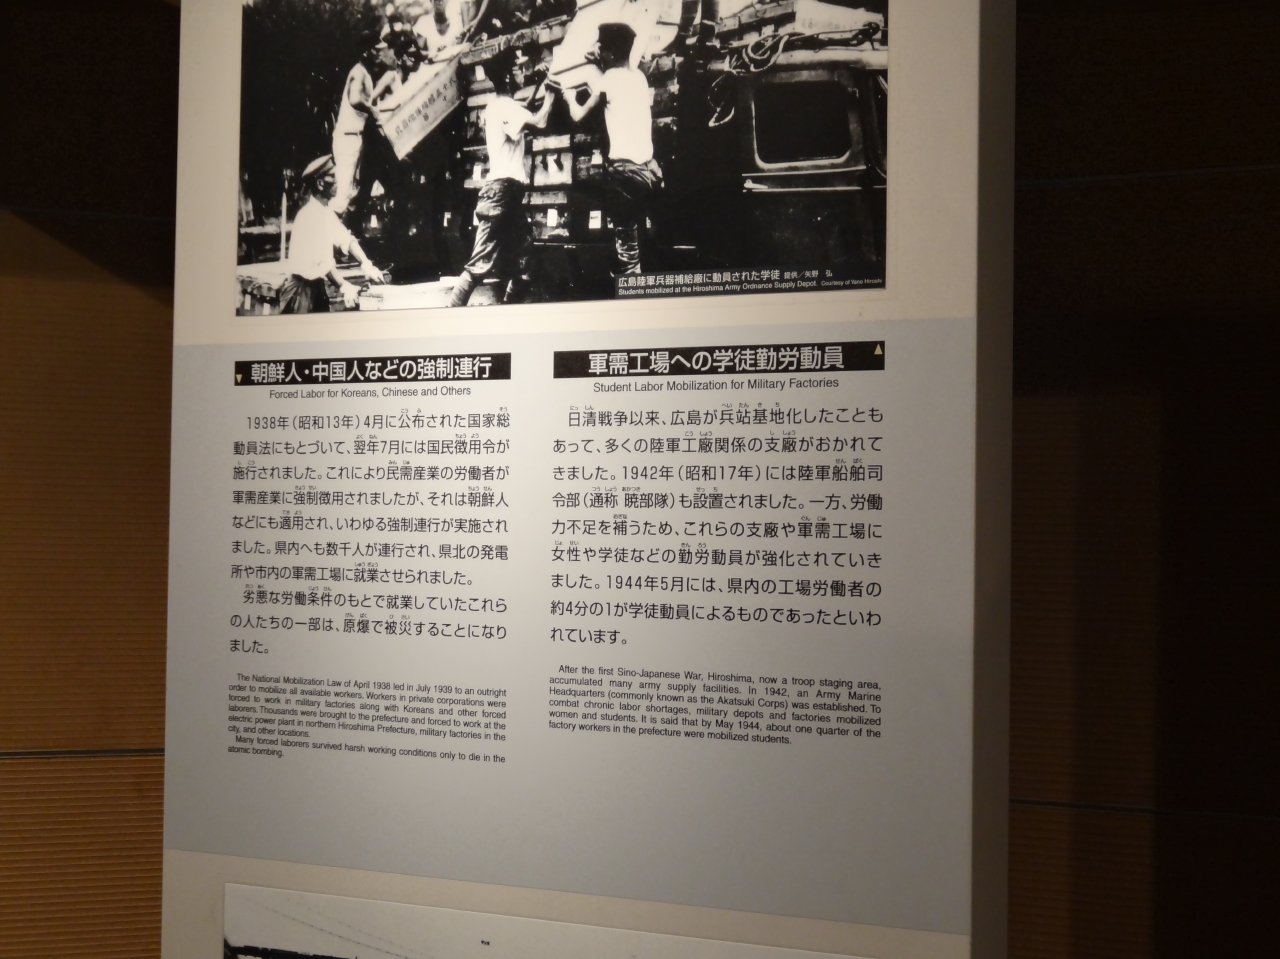 広島陸軍兵器補給廠に動員された学徒 提供／矢野　弘
Students mobilized at the Hiroshima Army Ordnance Supply Depot. Courtesy of Yano Hiroshi
▼ 朝鮮人・中国人などの強制連行
Forced Labor for Koreans, Chinese and Others
1938年（昭和13年）4月に公布された国家総
動員法にもとづいて、翌年7月には国民徴用令が
施行されました。これにより民需産業の労働者が
軍需産業に強制徴用されましたが、それは朝鮮人
などにも適用され、いわゆる強制連行が実施され
ました。県内へも数千人が連行され、県北の発電
所や市内の軍需工場に就業させられました。
劣悪な労働条件のもとで就業していたこれら
の人たちの一部は、原爆で被災することになり
ました。
The National Mobilization Law of April 1938 led in July 1939 to an outright
order to mobilize all available workers. Workers in private corporations were
forced to work in military factories along with Koreans and other forced
laborers. Thousands were brought to the prefecture and forced to work at the
electric power plant in northern Hiroshima Prefecture, military factories in the
city, and other locations.
Many forced laborers survived harsh working conditions only to die in the
atomic bombing.
軍需工場への学徒勤労動員 ▲
Student Labor Mobilization for Military Factories
日清戦争以来、広島が兵站基地化したことも
あって、多くの陸軍工廠関係の支廠がおかれて
きました。1942年（昭和17年）には陸軍船舶司
令部（通称 暁部隊）も設置されました。一方、労働
力不足を補うため、これらの支廠や軍需工場に
女性や学徒などの勤労動員が強化されていき
ました。1944年5月には、県内の工場労働者の
約4分の1が学徒動員によるものであったといわ
れています。
After the first Sino-Japanese War, Hiroshima, now a troop staging area,
accumulated many army supply facilities. In 1942, an Army Marine
Headquarters (commonly known as the Akatsuki Corps) was established. To
combat chronic labor shortages, military depots and factories mobilized
women and students. It is said that by May 1944, about one quarter of the
factory workers in the prefecture were mobilized students.